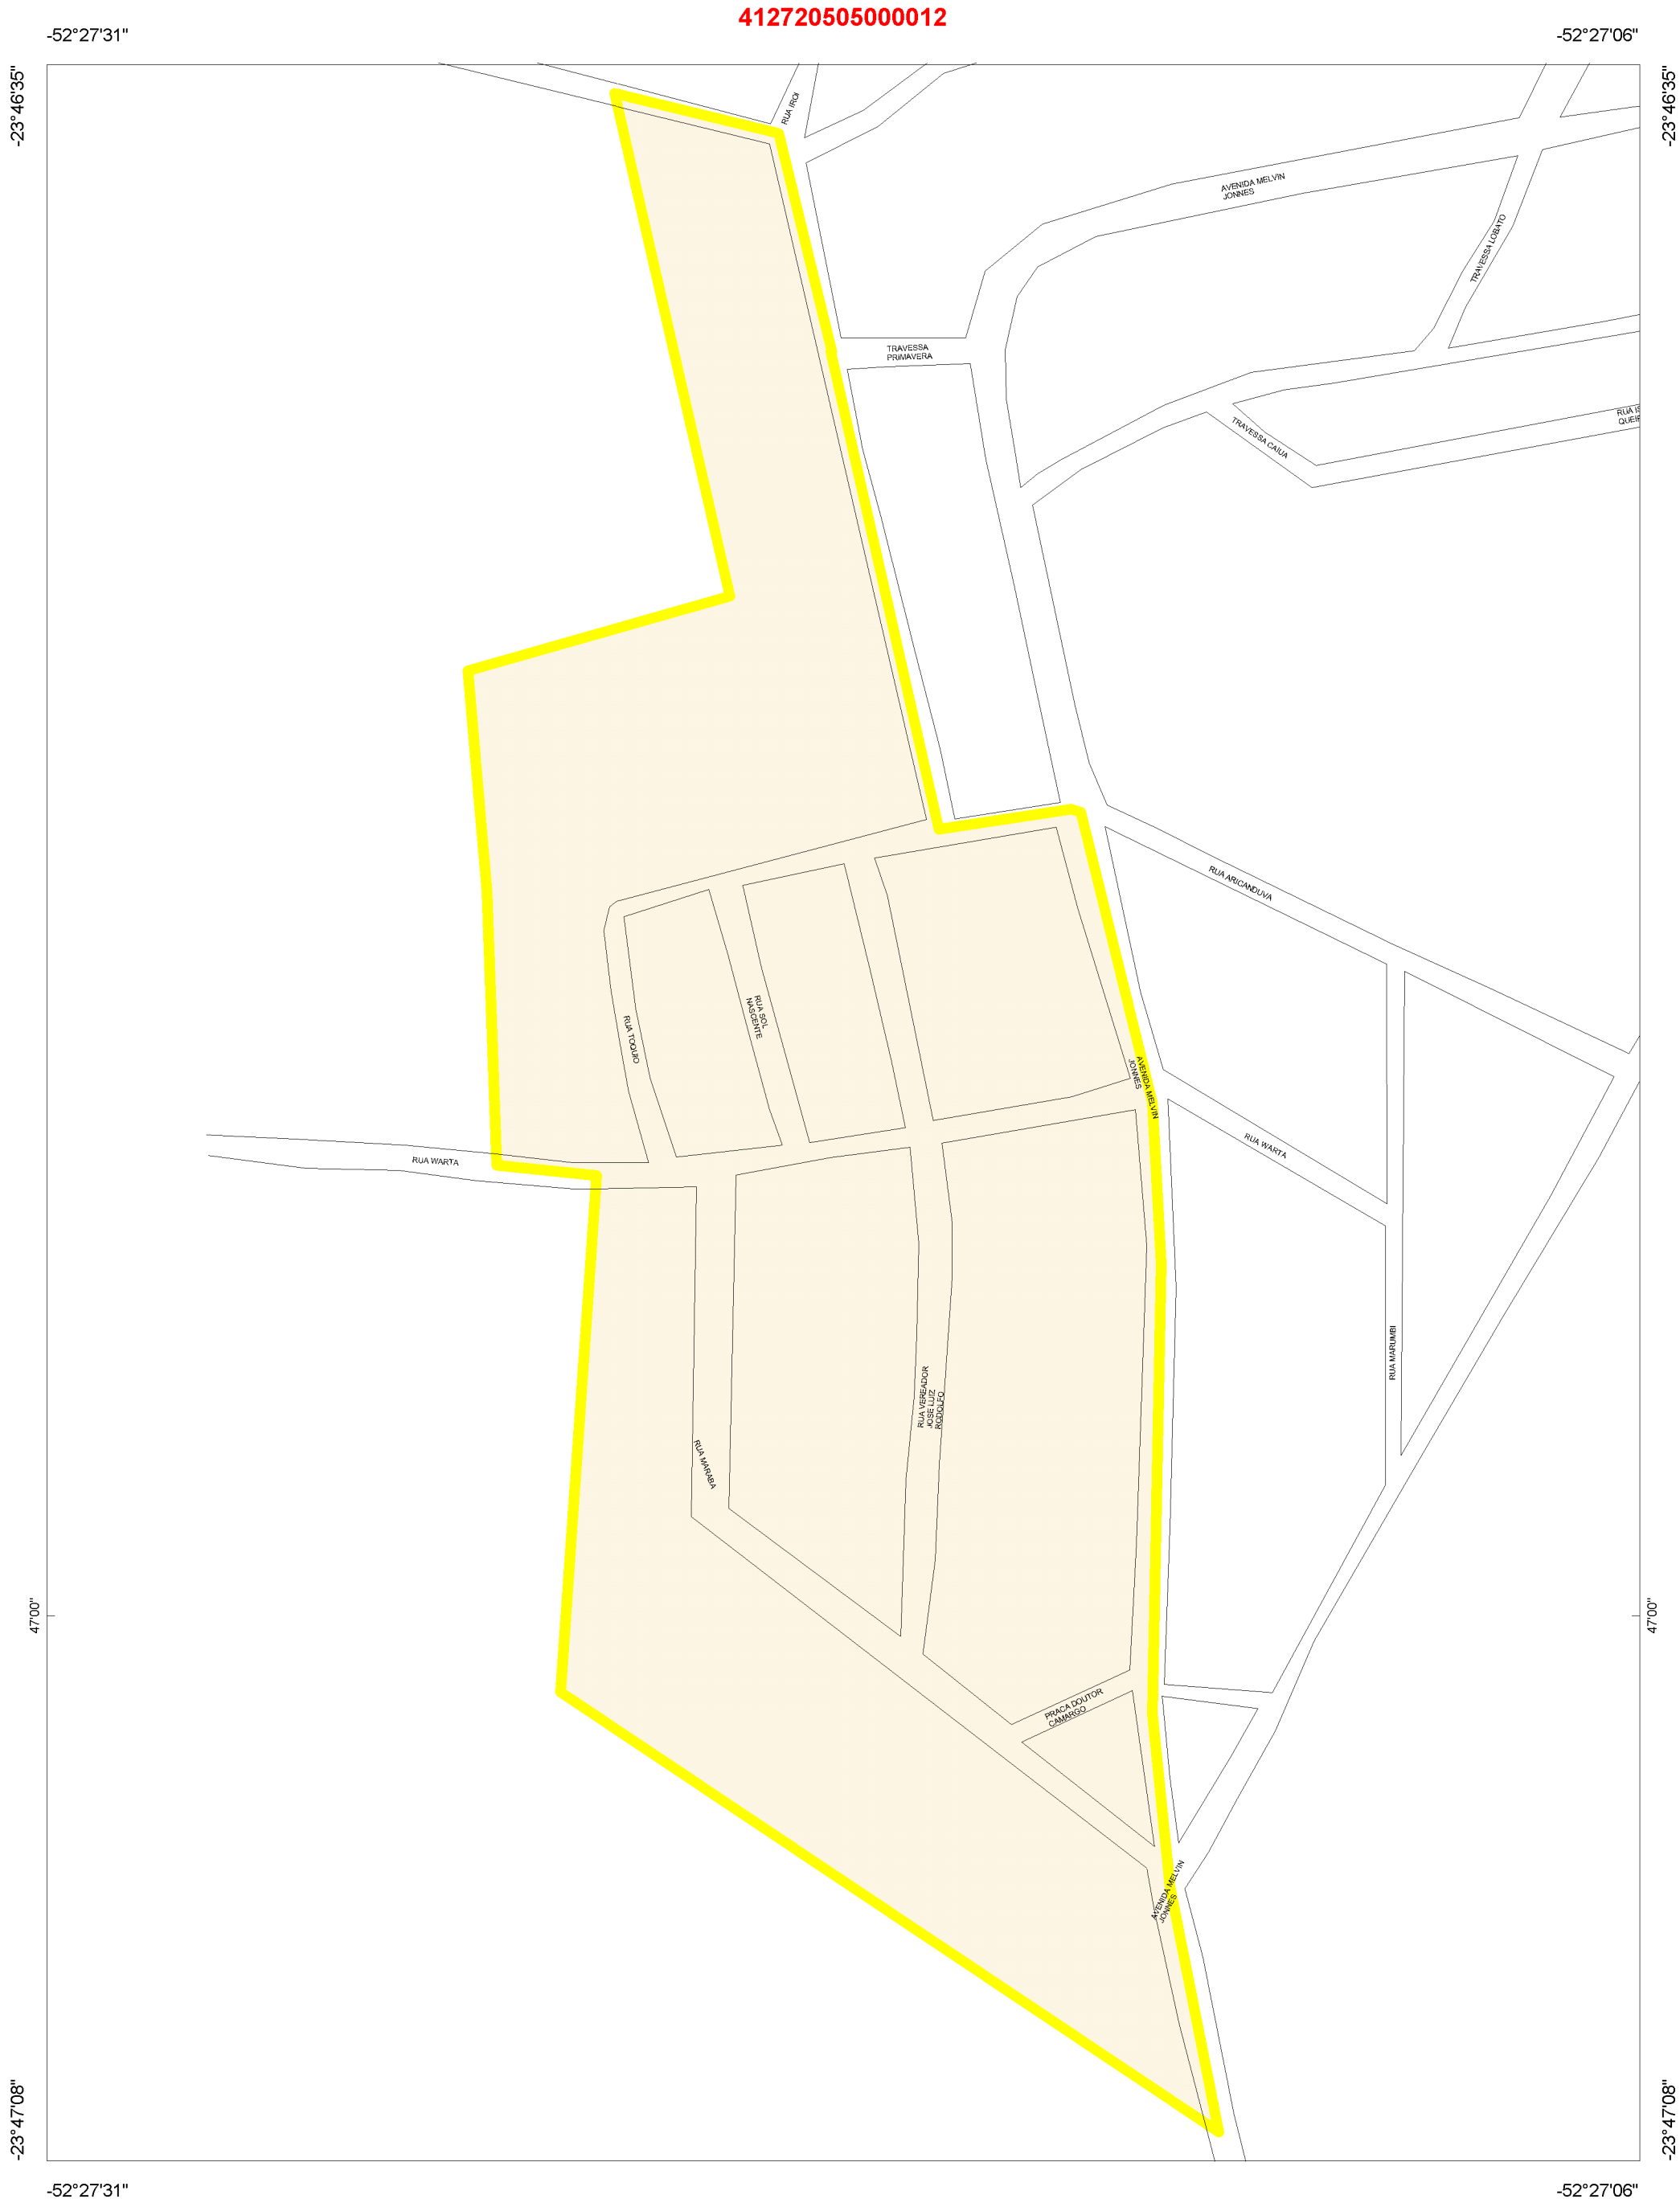 412720505000012
-52°27'31"
-52°27'06"
-23°46'35"
-23°46'35"
RUA IROI
AVENIDA MELVIN
JONNES
TRAVESSA LOBATO
TRAVESSA
PRIMAVERA
RUA IS
QUEIR
TRAVESSA CAIUA
RUA ARICANDUVA
RUA SOL
NASCENTE
RUA TOQUIO
AVENIDA MELVIN
JONNES
RUA WARTA
RUA WARTA
RUA MARUMBI
RUA VEREADOR
JOSE LUIZ
RODOLFO
RUA MARABA
47'00"
47'00"
PRACA DOUTOR
CAMARGO
AVENIDA MELVIN
JONNES
-23°47'08"
-23°47'08"
-52°27'31"
-52°27'06"